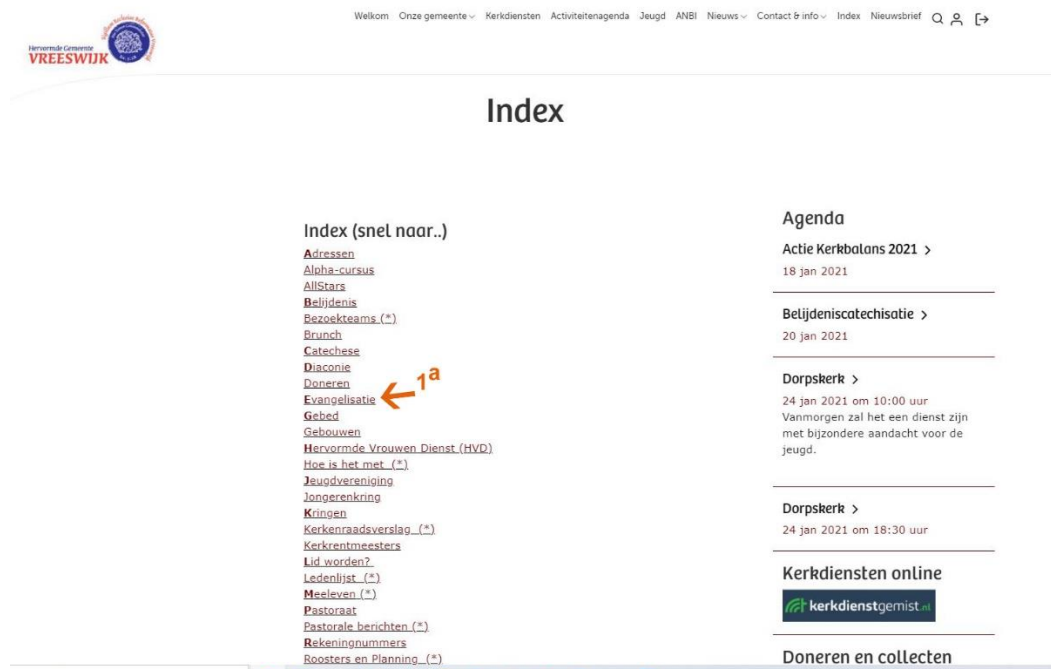 Welkom Onze gemeente Kerkdiensten Activiteitenagenda Jeugd ANBI Nieuws Contact & info Index Nieuwsbrief
Hervormde Gemeente
VREESWIJK
Index
Index (snel naar..)
Adressen
Alpha-cursus
AllStars
Belijdenis
Bezoekteams (*)
Brunch
Catechese
Diaconie
Doneren
Evangelisatie
1a
Gebed
Gebouwen
Hervormde Vrouwen Dienst (HVD)
Hoe is het met (*)
Jeugdvereniging
Jongerenkring
Kringen
Kerkenraadsverslag (*)
Kerkrentmeesters
Lid worden?
Ledenlijst (*)
Meeleven (*)
Pastoraat
Pastorale berichten (*)
Rekeningnummers
Roosters en Planning (*)
Agenda
Actie Kerkbalans 2021 >
18 jan 2021
Belijdeniscatechisatie >
20 jan 2021
Dorpskerk >
24 jan 2021 om 10:00 uur
Vanmorgen zal het een dienst zijn
met bijzondere aandacht voor de
jeugd.
Dorpskerk >
24 jan 2021 om 18:30 uur
Kerkdiensten online
kerkdienstgemist.nl
Doneren en collecten